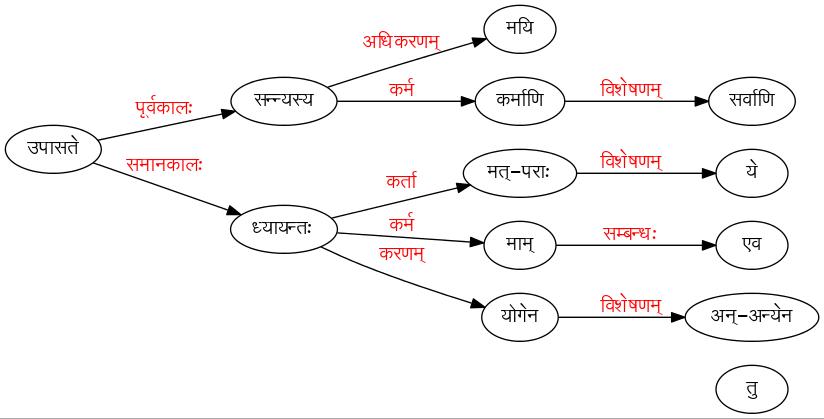 मयि
अधिकरणम्
पूर्वकालः सन्न्यस्य कर्म कर्माणि विशेषणम् सर्वाणि
उपासते
समानकालः
कर्ता मत्-पराः विशेषणम् ये
ध्यायन्तः कर्म माम् सम्बन्धः एव
करणम्
योगेन विशेषणम् अन्-अन्येन
तु